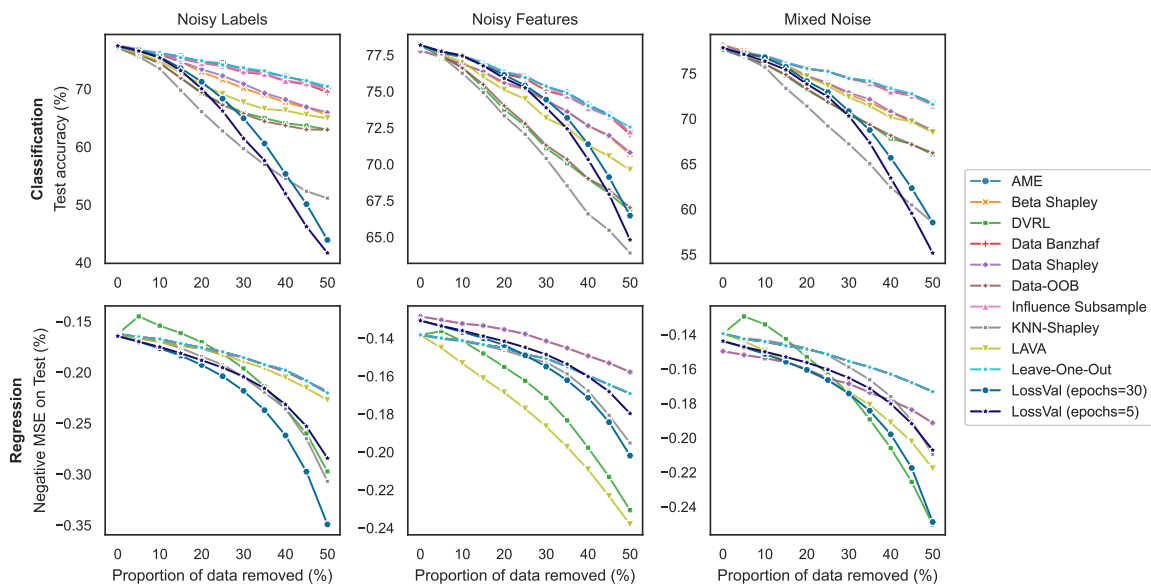 Noisy Labels
Noisy Features
Mixed Noise
Classification
Test accuracy (%)
70
60
50
40
77.5
75.0
72.5
70.0
67.5
65.0
75
70
65
60
55
0 10 20 30 40 50
0 10 20 30 40 50
0 10 20 30 40 50
Regression
Negative MSE on Test (%)
−0.15
−0.20
−0.25
−0.30
−0.35
−0.14
−0.16
−0.18
−0.20
−0.22
−0.24
−0.14
−0.16
−0.18
−0.20
−0.22
−0.24
0 10 20 30 40 50
0 10 20 30 40 50
0 10 20 30 40 50
Proportion of data removed (%)
Proportion of data removed (%)
Proportion of data removed (%)
AME
Beta Shapley
DVRL
Data Banzhaf
Data Shapley
Data-OOB
Influence Subsample
KNN-Shapley
LAVA
Leave-One-Out
LossVal (epochs=30)
LossVal (epochs=5)